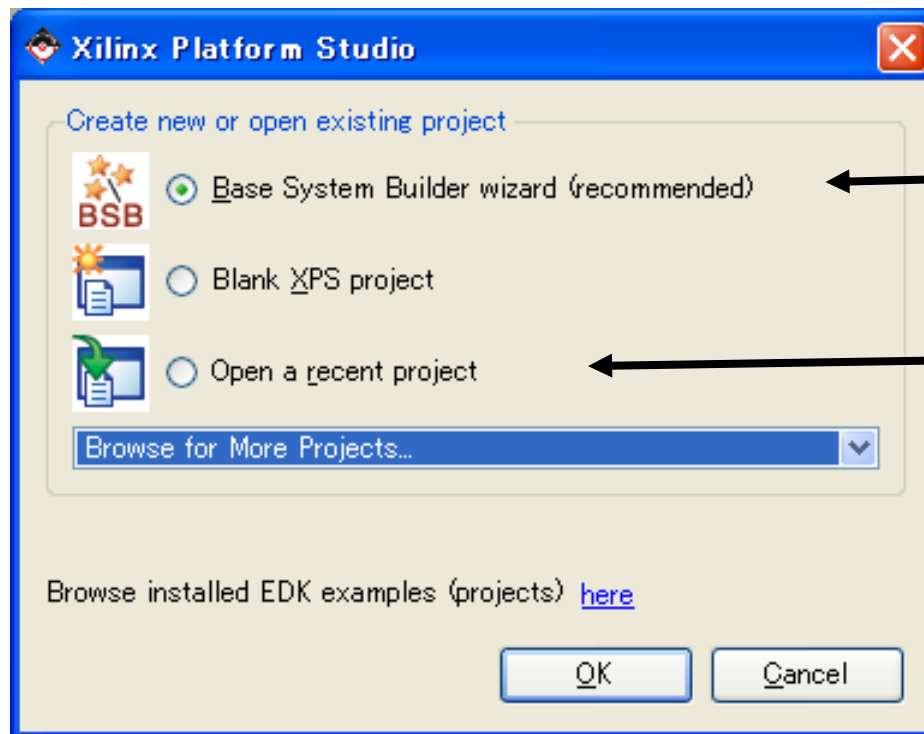 Xilinx Platform Studio
Create new or open existing project
BSB
Base System Builder wizard (recommended)
Blank XPS project
Open a recent project
Browse for More Projects...
Browse installed EDK examples (projects) here
OK
Cancel